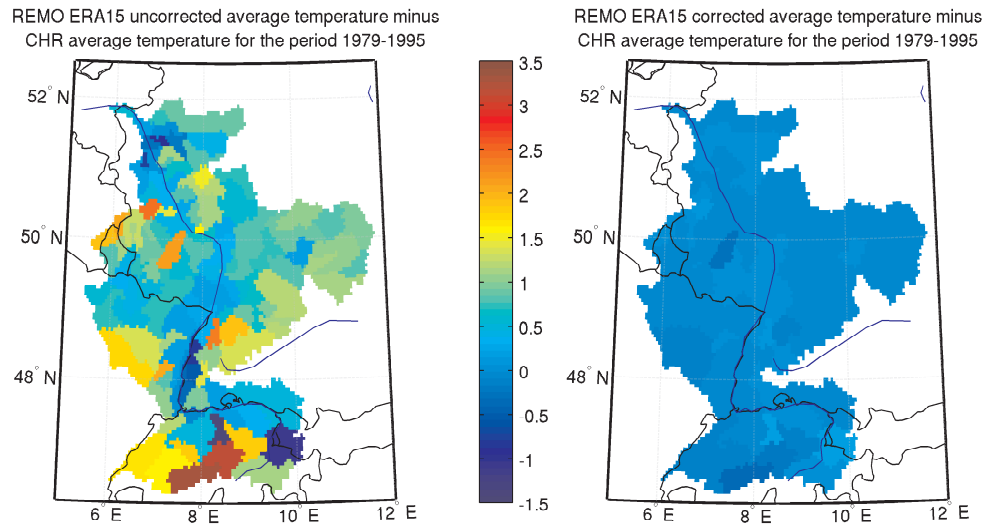 REMO ERA15 uncorrected average temperature minus
CHR average temperature for the period 1979-1995
REMO ERA15 corrected average temperature minus
CHR average temperature for the period 1979-1995
52° N
50° N
48° N
6° E
8° E
10° E
12° E
3.5
3
2.5
2
1.5
1
0.5
0
0.5
-1
-1.5
52° N
50° N
48° N
6° E
8° E
10° E
12° E